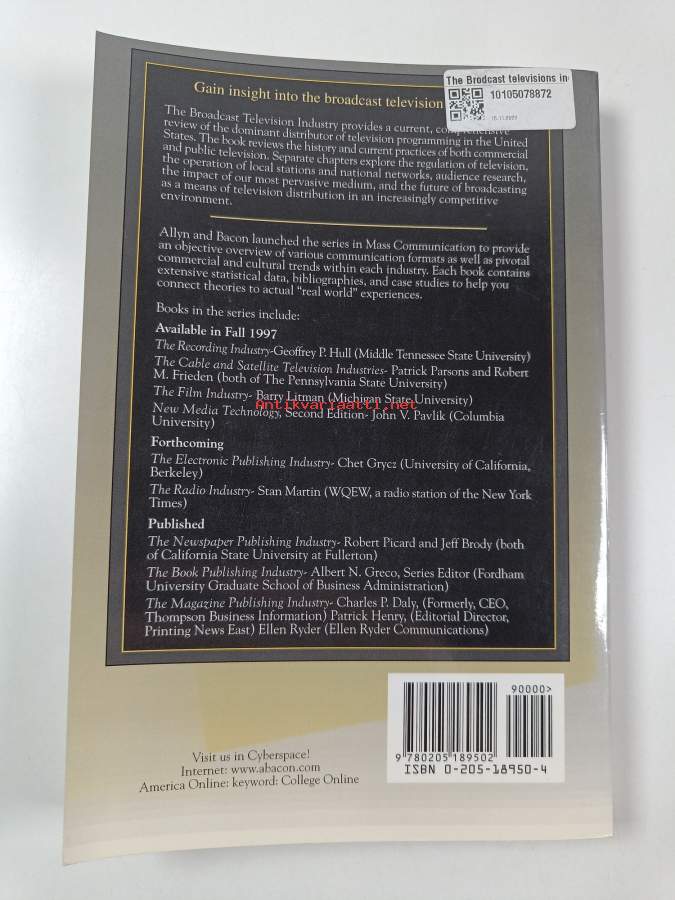 Gain insight into the broadcast television
The Brodcast televisions in
10105078872
The Broadcast Television Industry provides a current, comprehensive
review of the dominant distributor of television programming in the United
States. The book reviews the history and current practices of both commercial
and public television. Separate chapters explore the regulation of television,
the operation of local stations and national networks, audience research,
the impact of our most pervasive medium, and the future of broadcasting
as a means of television distribution in an increasingly competitive
environment.
Allyn and Bacon launched the series in Mass Communication to provide
an objective overview of various communication formats as well as pivotal
commercial and cultural trends within each industry. Each book contains
extensive statistical data, bibliographies, and case studies to help you
connect theories to actual "real world" experiences.
Books in the series include:
Available in Fall 1997
The Recording Industry-Geoffrey P. Hull (Middle Tennessee State University)
The Cable and Satellite Television Industries- Patrick Parsons and Robert
M. Frieden (both of The Pennsylvania State University)
The Film Industry- Barry Litman (Michigan State University)
Antikvariaatti.net
New Media Technology, Second Edition- John V. Pavlik (Columbia
University)
Forthcoming
The Electronic Publishing Industry- Chet Grycz (University of California,
Berkeley)
The Radio Industry- Stan Martin (WQEW, a radio station of the New York
Times)
Published
The Newspaper Publishing Industry- Robert Picard and Jeff Brody (both
of California State University at Fullerton)
The Book Publishing Industry- Albert N. Greco, Series Editor (Fordham
University Graduate School of Business Administration)
The Magazine Publishing Industry- Charles P. Daly, (Formerly, CEO,
Thompson Business Information) Patrick Henry, (Editorial Director,
Printing News East) Ellen Ryder (Ellen Ryder Communications)
90000>
9 780205 189502
ISBN 0-205-18950-4
Visit us in Cyberspace!
Internet: www.abacon.com
America Online: keyword: College Online